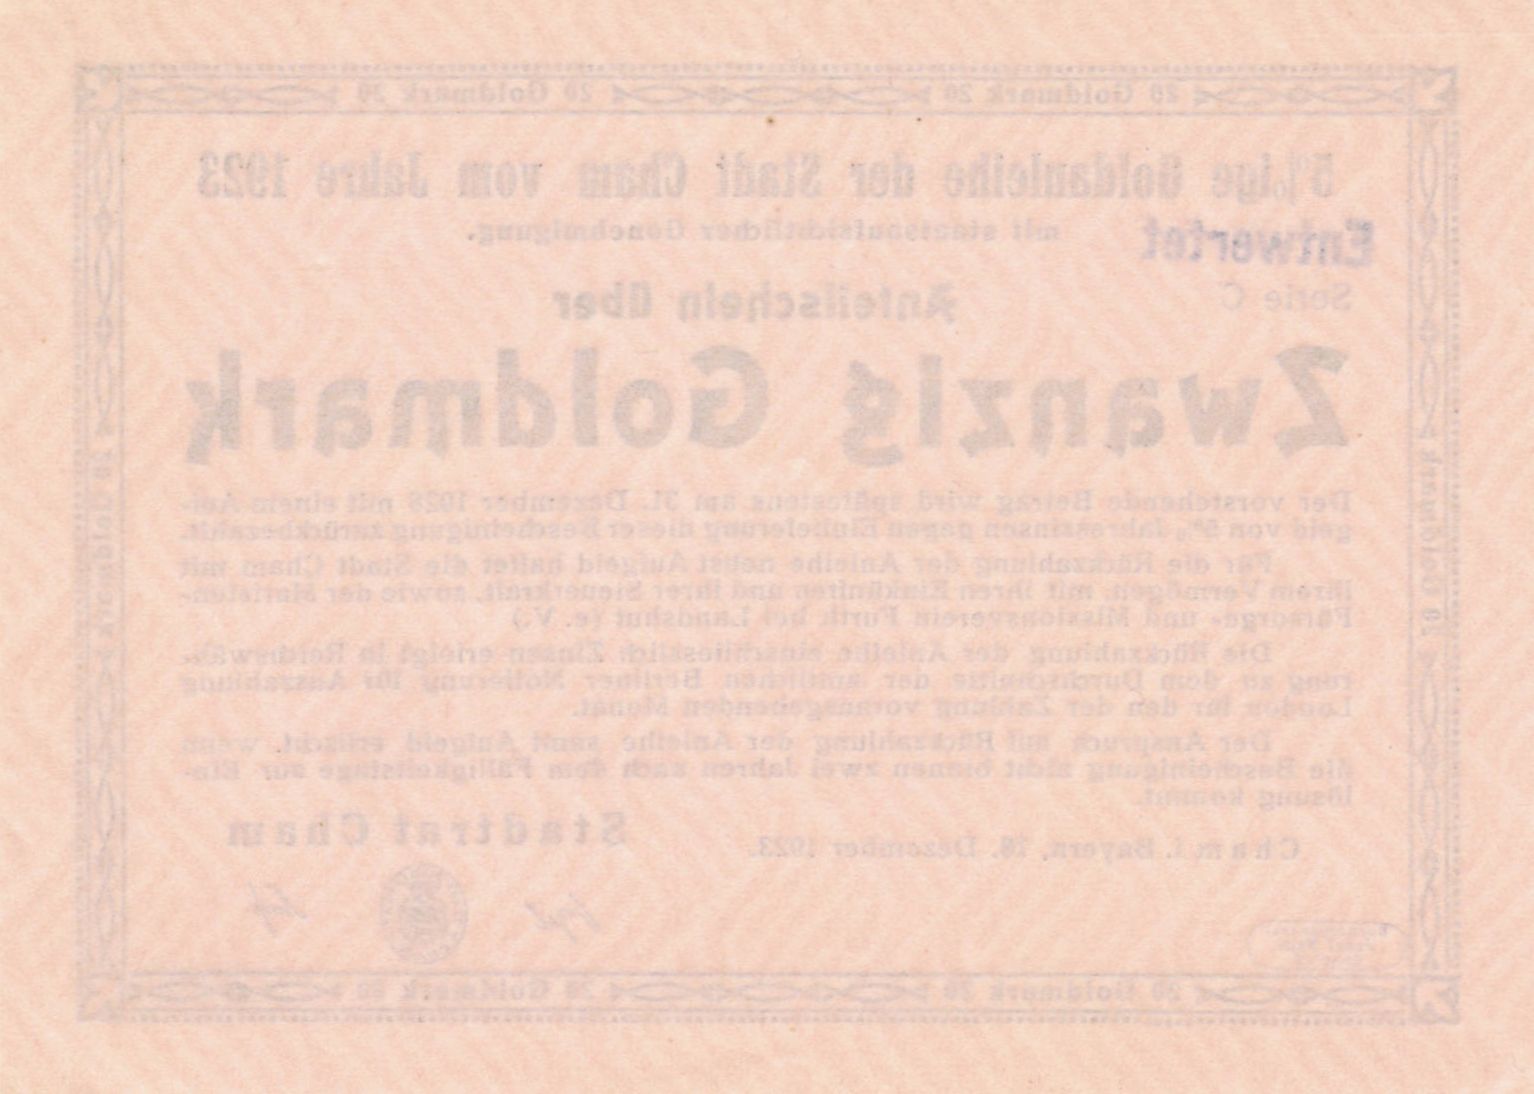 20 Goldmark 20
20 Goldmark 20
5%ige Goldanleihe der Stadt Cham vom Jahre 1923
mit staatsaufsichtlicher Genehmigung.
Entwertet
Serie C
Anteilschein über
Zwanzig Goldmark
Der vorstehende Betrag wird spätestens am 31. Dezember 1928 mit einem Auf-
geld von 5% Jahreszinsen gegen Einlieferung dieser Bescheinigung zurückbezahlt.
Für die Rückzahlung der Anleihe nebst Aufgeld haftet die Stadt Cham mit
ihrem Vermögen, mit ihren Einkünften und ihrer Steuerkraft, sowie der Maristen-
Fürsorge- und Missionsverein Furth bei Landshut (e. V.)
Die Rückzahlung der Anleihe einschliesslich Zinsen erfolgt in Reichswäh-
rung zu dem Durchschnitte der amtlichen Berliner Notierung für Auszahlung
London für den der Zahlung vorausgehenden Monat.
Der Anspruch auf Rückzahlung der Anleihe samt Aufgeld erlischt, wenn
die Bescheinigung nicht binnen zwei Jahren nach dem Fälligkeitstage zur Ein-
lösung kommt.
Cham i. Bayern, Dezember 1923.
Stadtrat Cham
20 Goldmark 20
20 Goldmark 20
20 Goldmark
20 Goldmark